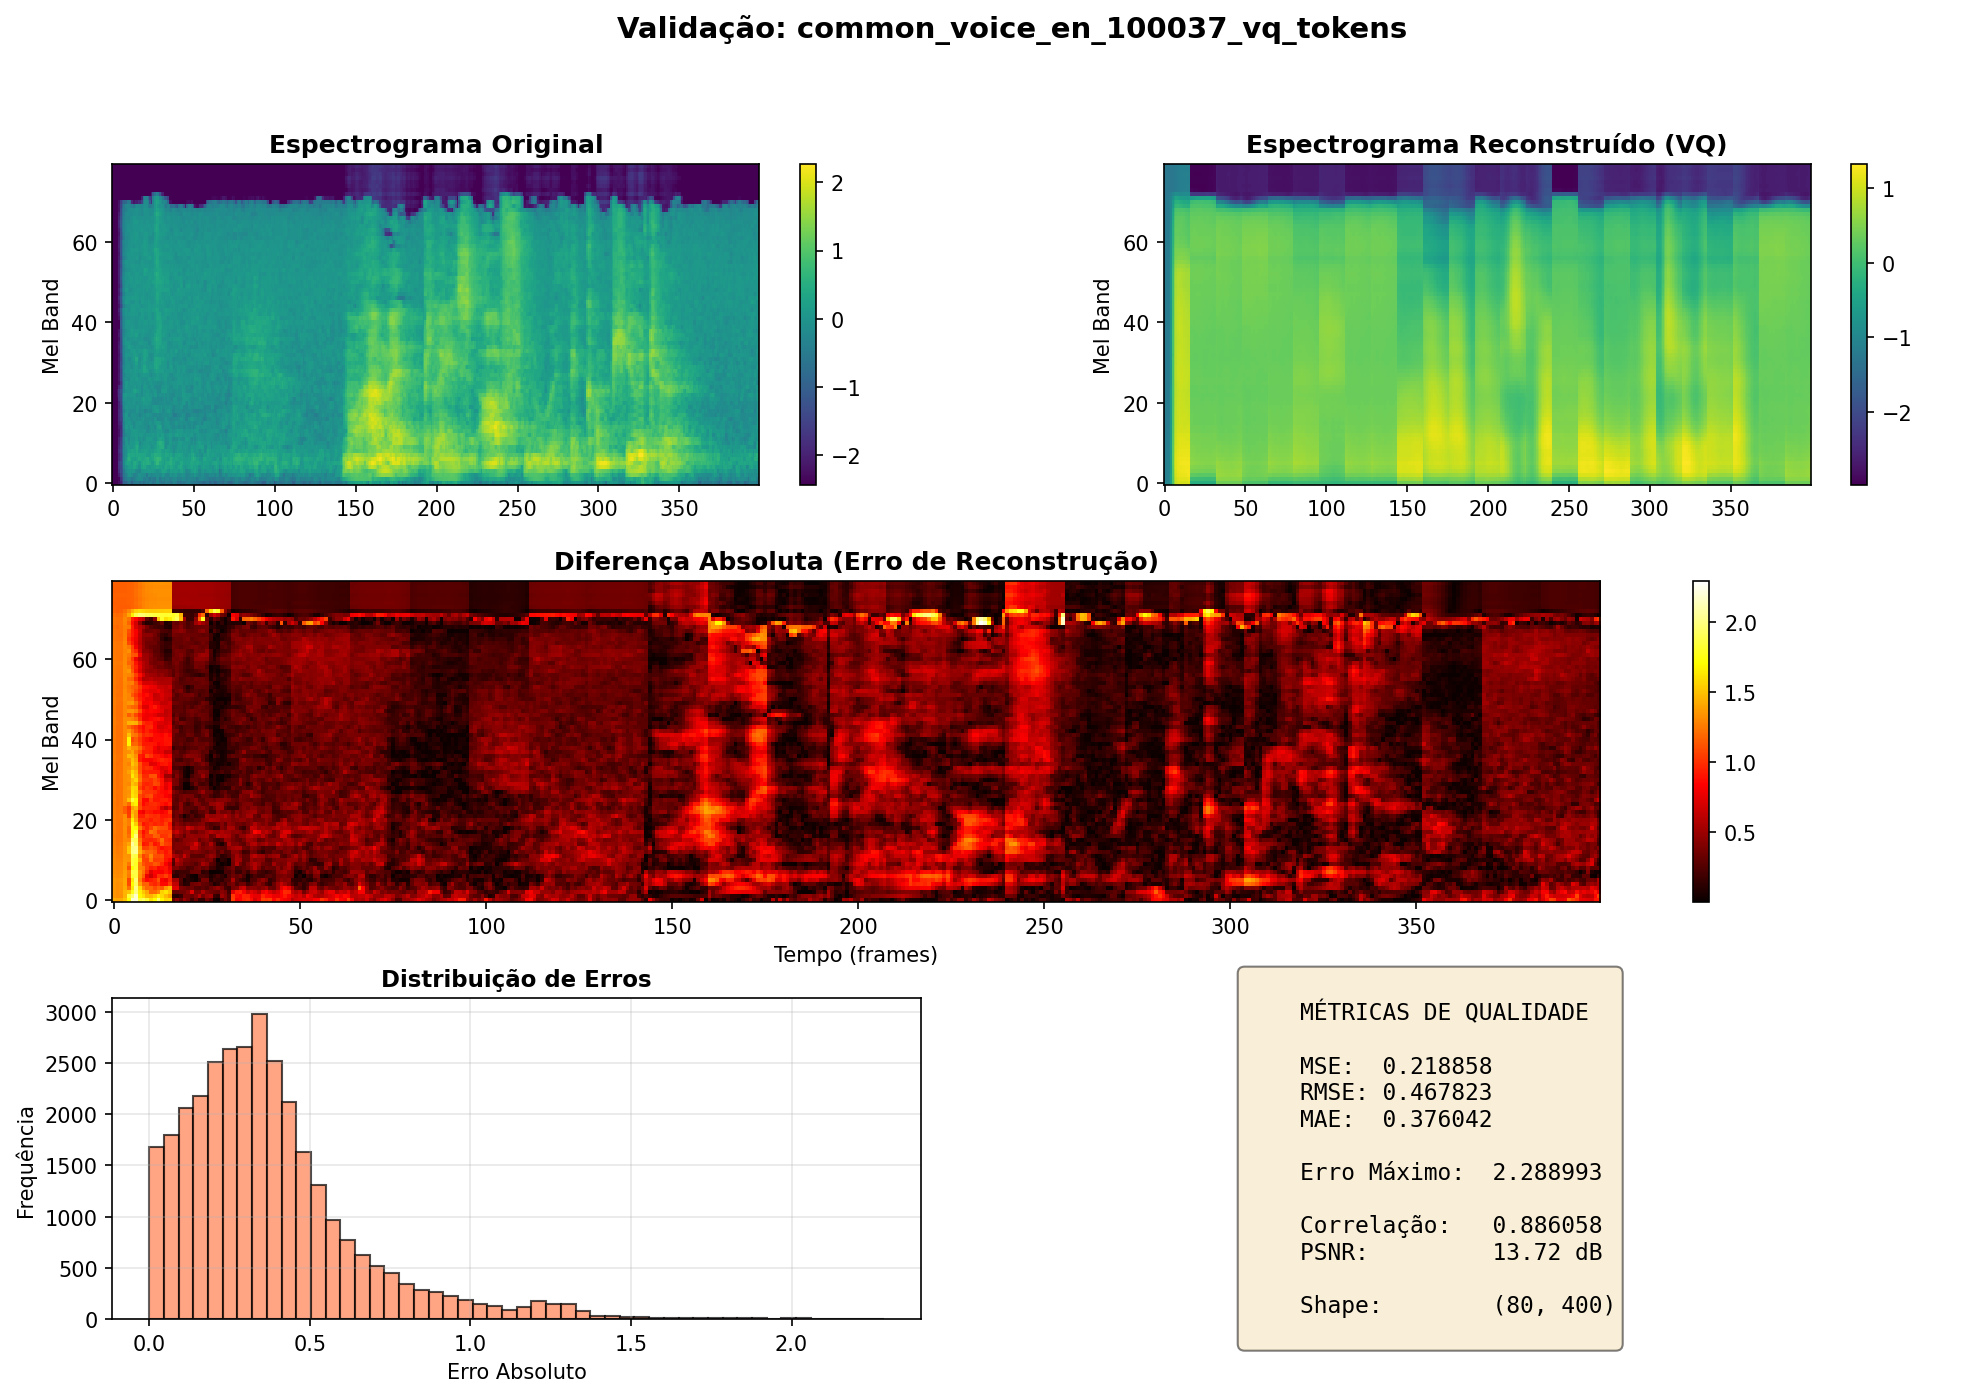 Validação: common_voice_en_100037_vq_tokens
Espectrograma Original
Mel Band
60
40
20
0
0 50 100 150 200 250 300 350
2
1
0
−1
−2
Espectrograma Reconstruído (VQ)
Mel Band
60
40
20
0
0 50 100 150 200 250 300 350
1
0
−1
−2
Diferença Absoluta (Erro de Reconstrução)
Mel Band
60
40
20
0
0 50 100 150 200 250 300 350
Tempo (frames)
2.0
1.5
1.0
0.5
Distribuição de Erros
Frequência
3000
2500
2000
1500
1000
500
0
0.0 0.5 1.0 1.5 2.0
Erro Absoluto
MÉTRICAS DE QUALIDADE
MSE: 0.218858
RMSE: 0.467823
MAE: 0.376042
Erro Máximo: 2.288993
Correlação: 0.886058
PSNR: 13.72 dB
Shape: (80, 400)